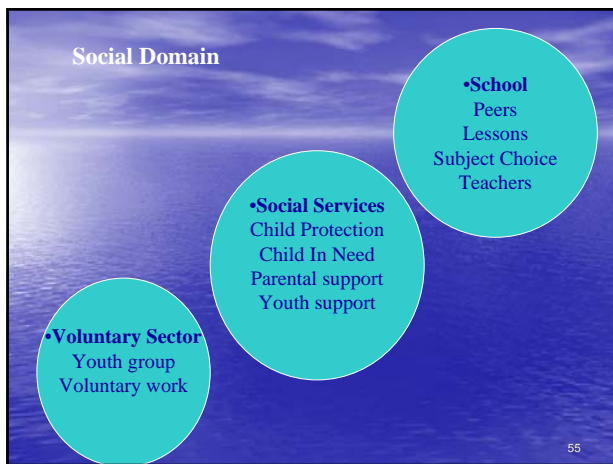 Social Domain
•School
Peers
Lessons
Subject Choice
Teachers
•Social Services
Child Protection
Child In Need
Parental support
Youth support
•Voluntary Sector
Youth group
Voluntary work
55